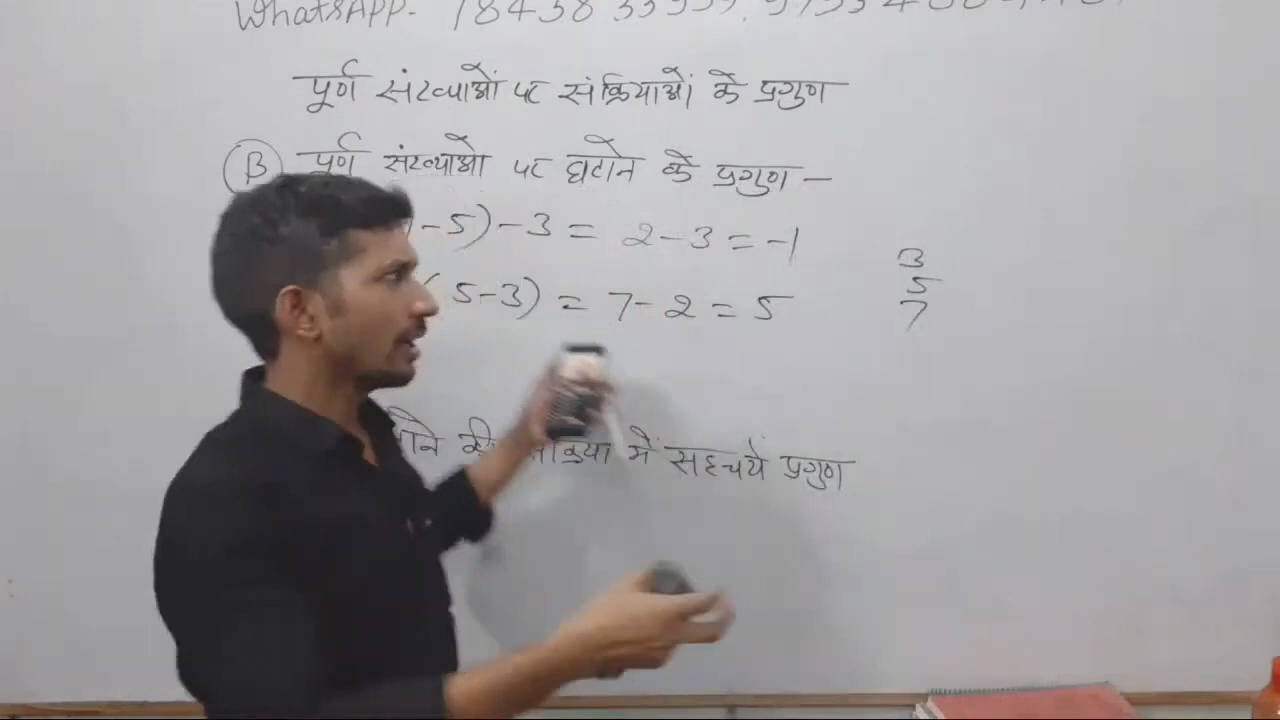 WhatsAPP-
पूर्ण संख्याओं पर संक्रियाओं के प्रगुण
(B) पूर्ण संख्याओ पर घटाने के प्रगुण —
- 5) - 3 = 2 - 3 = -1
( 5 - 3) = 7 - 2 = 5
3
5
7
में सहचर्य प्रगुण